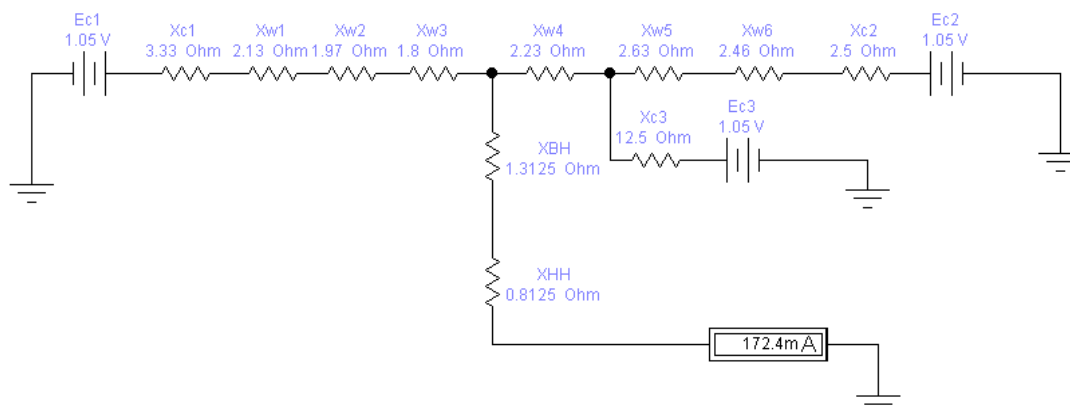 Ec1
1.05 V
Xc1
3.33 Ohm
Xw1
2.13 Ohm
Xw2
1.97 Ohm
Xw3
1.8 Ohm
Xw4
2.23 Ohm
Xw5
2.63 Ohm
Xw6
2.46 Ohm
Xc2
2.5 Ohm
Ec2
1.05 V
Xc3
12.5 Ohm
Ec3
1.05 V
XBH
1.3125 Ohm
XHH
0.8125 Ohm
172.4m A